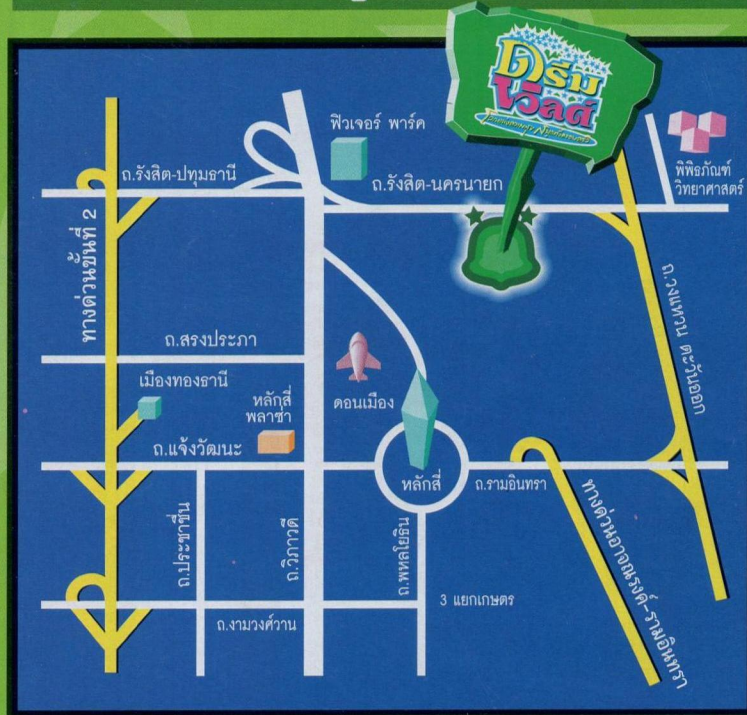 ดรีม
เวิลด์
ฟิวเจอร์ พาร์ค
ถ.รังสิต-ปทุมธานี
ถ.รังสิต-นครนายก
พิพิธภัณฑ์
วิทยาศาสตร์
ทางด่วนขั้นที่ 2
ถ.วงแหวน ตะวันออก
ถ.สรงประภา
เมืองทองธานี
หลักสี่
พลาซ่า
ดอนเมือง
ถ.แจ้งวัฒนะ
หลักสี่
ถ.รามอินทรา
ถ.ประชาชื่น
ถ.วิภาวดี
ถ.พหลโยธิน
ทางด่วนอาจณรงค์-รามอินทรา
3 แยกเกษตร
ถ.งามวงศ์วาน